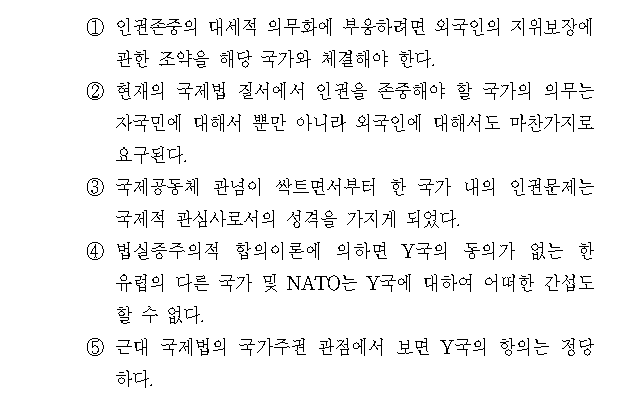 ① 인권존중의 대세적 의무화에 부응하려면 외국인의 지위보장에
관한 조약을 해당 국가와 체결해야 한다.
② 현재의 국제법 질서에서 인권을 존중해야 할 국가의 의무는
자국민에 대해서 뿐만 아니라 외국인에 대해서도 마찬가지로
요구된다.
③ 국제공동체 관념이 싹트면서부터 한 국가 내의 인권문제는
국제적 관심사로서의 성격을 가지게 되었다.
④ 법실증주의적 합의이론에 의하면 Y국의 동의가 없는 한
유럽의 다른 국가 및 NATO는 Y국에 대하여 어떠한 간섭도
할 수 없다.
⑤ 근대 국제법의 국가주권 관점에서 보면 Y국의 항의는 정당
하다.